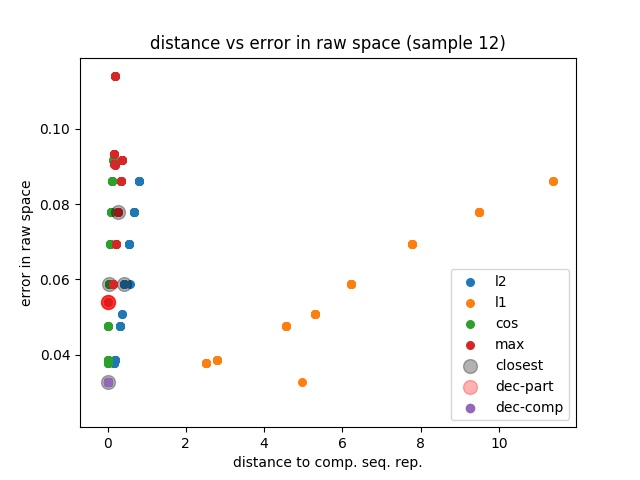 distance vs error in raw space (sample 12)
0.10
0.08
0.06
0.04
error in raw space
0
2
4
6
8
10
distance to comp. seq. rep.
l2
l1
cos
max
closest
dec-part
dec-comp